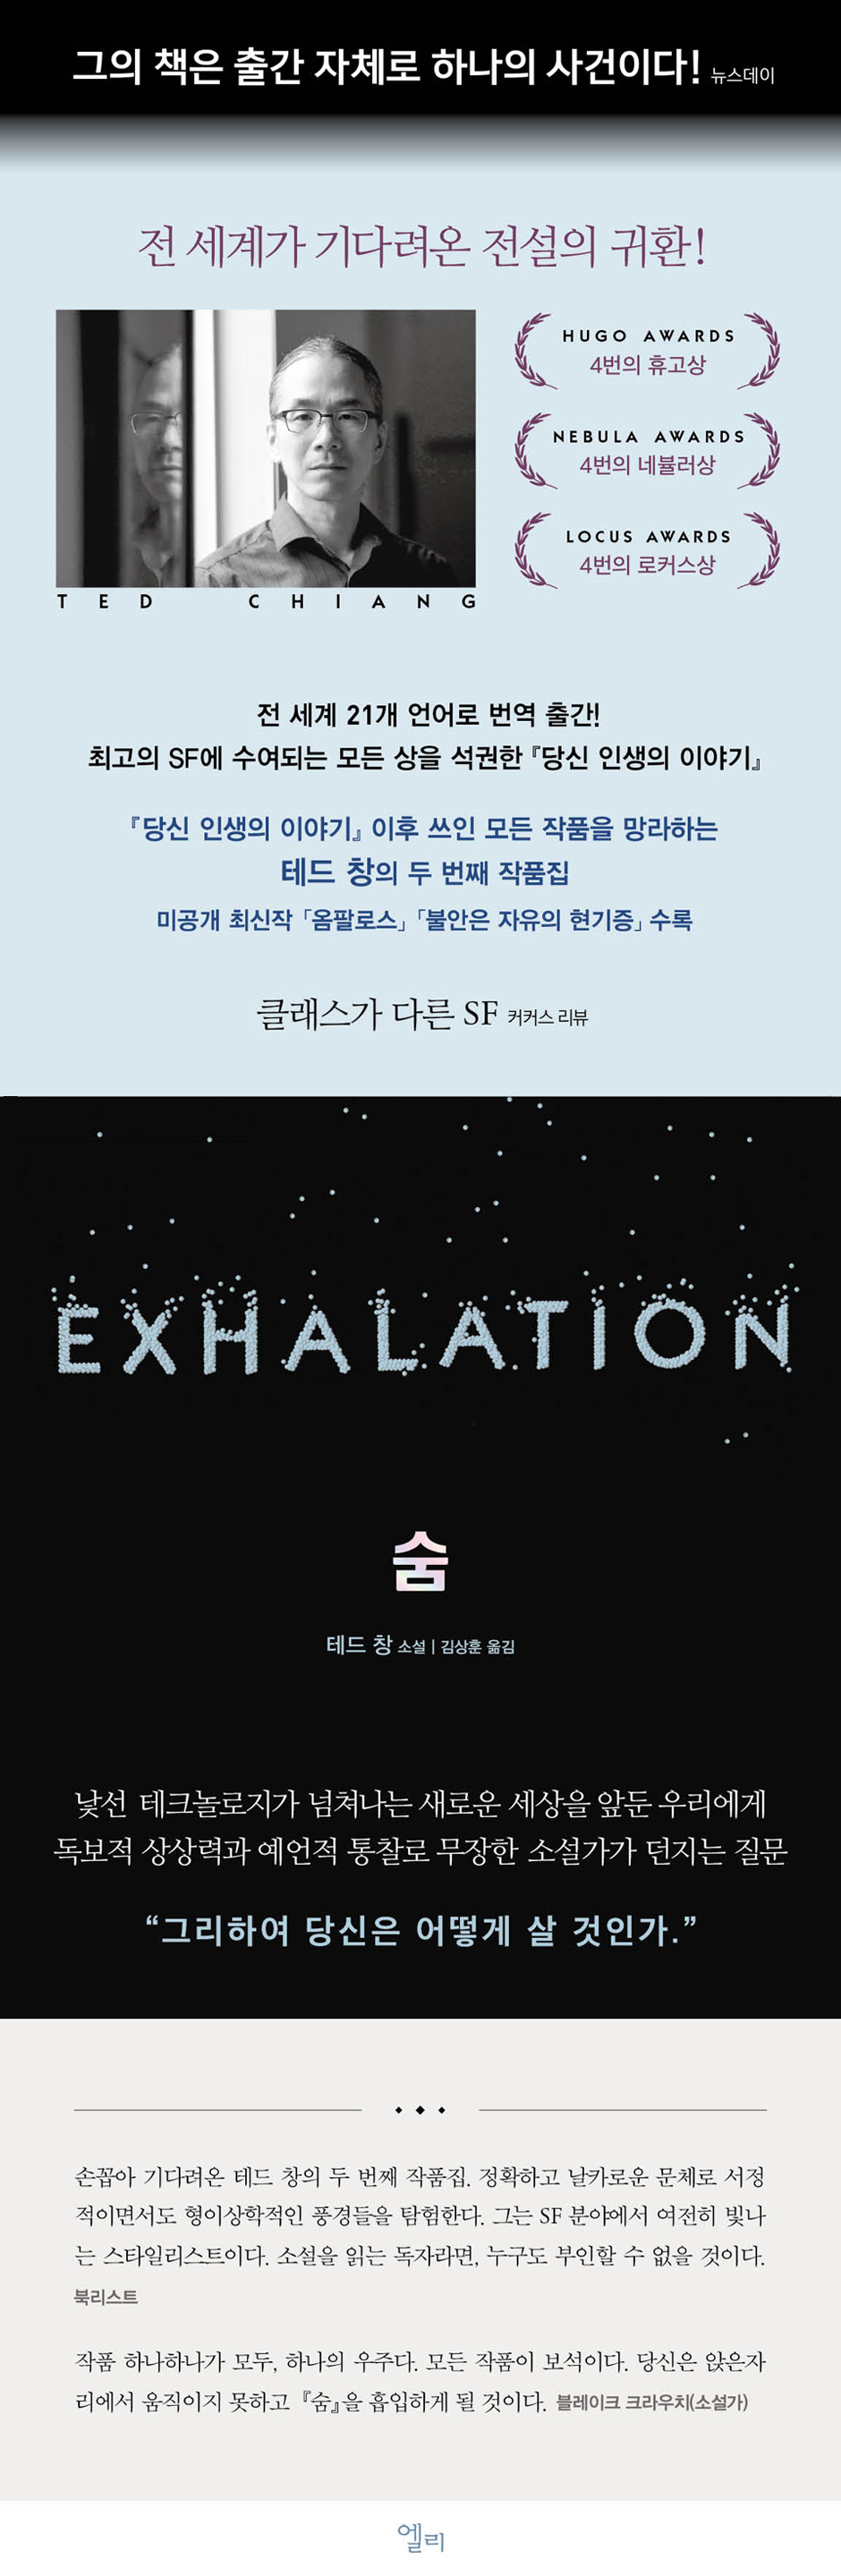 그의 책은 출간 자체로 하나의 사건이다! 뉴스데이
전 세계가 기다려온 전설의 귀환!
HUGO AWARDS
4번의 휴고상
NEBULA AWARDS
4번의 네뷸러상
LOCUS AWARDS
4번의 로커스상
TED CHIANG
전 세계 21개 언어로 번역 출간!
최고의 SF에 수여되는 모든 상을 석권한 『당신 인생의 이야기』
『당신 인생의 이야기』 이후 쓰인 모든 작품을 망라하는
테드 창의 두 번째 작품집
미공개 최신작 「옴팔로스」 「불안은 자유의 현기증」 수록
클래스가 다른 SF 커커스 리뷰
EXHALATION
숨
테드 창 소설 | 김상훈 옮김
낯선 테크놀로지가 넘쳐나는 새로운 세상을 앞둔 우리에게
독보적 상상력과 예언적 통찰로 무장한 소설가가 던지는 질문
“그리하여 당신은 어떻게 살 것인가.”
손꼽아 기다려온 테드 창의 두 번째 작품집. 정확하고 날카로운 문체로 서정
적이면서도 형이상학적인 풍경들을 탐험한다. 그는 SF 분야에서 여전히 빛나
는 스타일리스트이다. 소설을 읽는 독자라면, 누구도 부인할 수 없을 것이다.
북리스트
작품 하나하나가 모두, 하나의 우주다. 모든 작품이 보석이다. 당신은 앉은자
리에서 움직이지 못하고 『숨』을 흡입하게 될 것이다. 블레이크 크라우치(소설가)
엘리